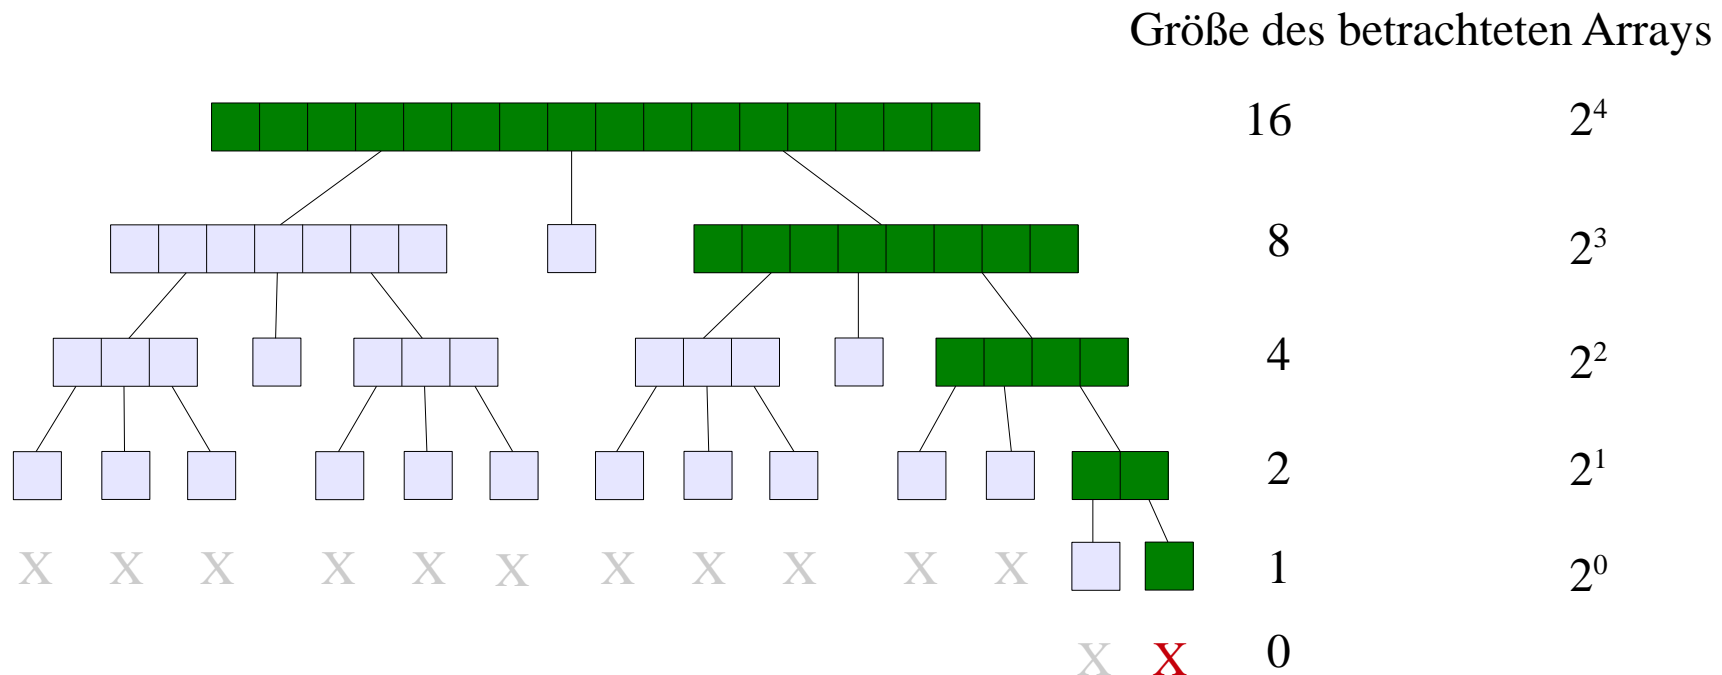 Größe des betrachteten Arrays
16 2⁴
8 2³
4 2²
2 2¹
X X X X X X X X X X X 1 2⁰
X X 0